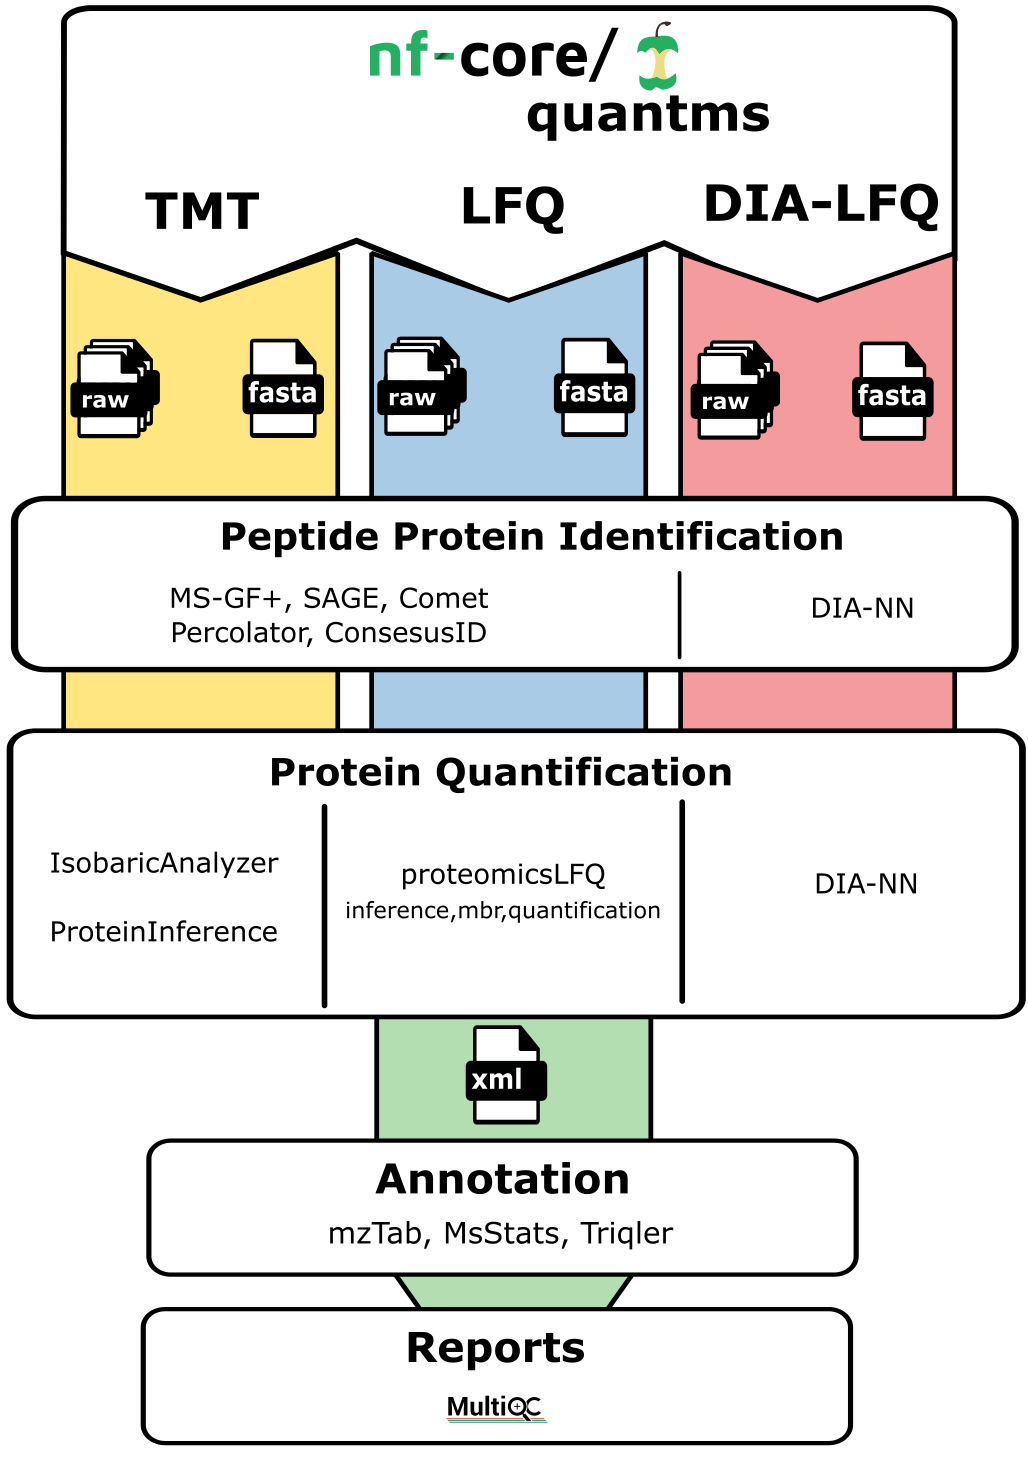 nf-core/
quantms
TMT
LFQ
DIA-LFQ
raw
fasta
raw
fasta
raw
fasta
Peptide Protein Identification
MS-GF+, SAGE, Comet
Percolator, ConsesusID
DIA-NN
Protein Quantification
IsobaricAnalyzer
ProteinInference
proteomicsLFQ
inference,mbr,quantification
DIA-NN
xml
Annotation
mzTab, MsStats, Triqler
Reports
MultiQC